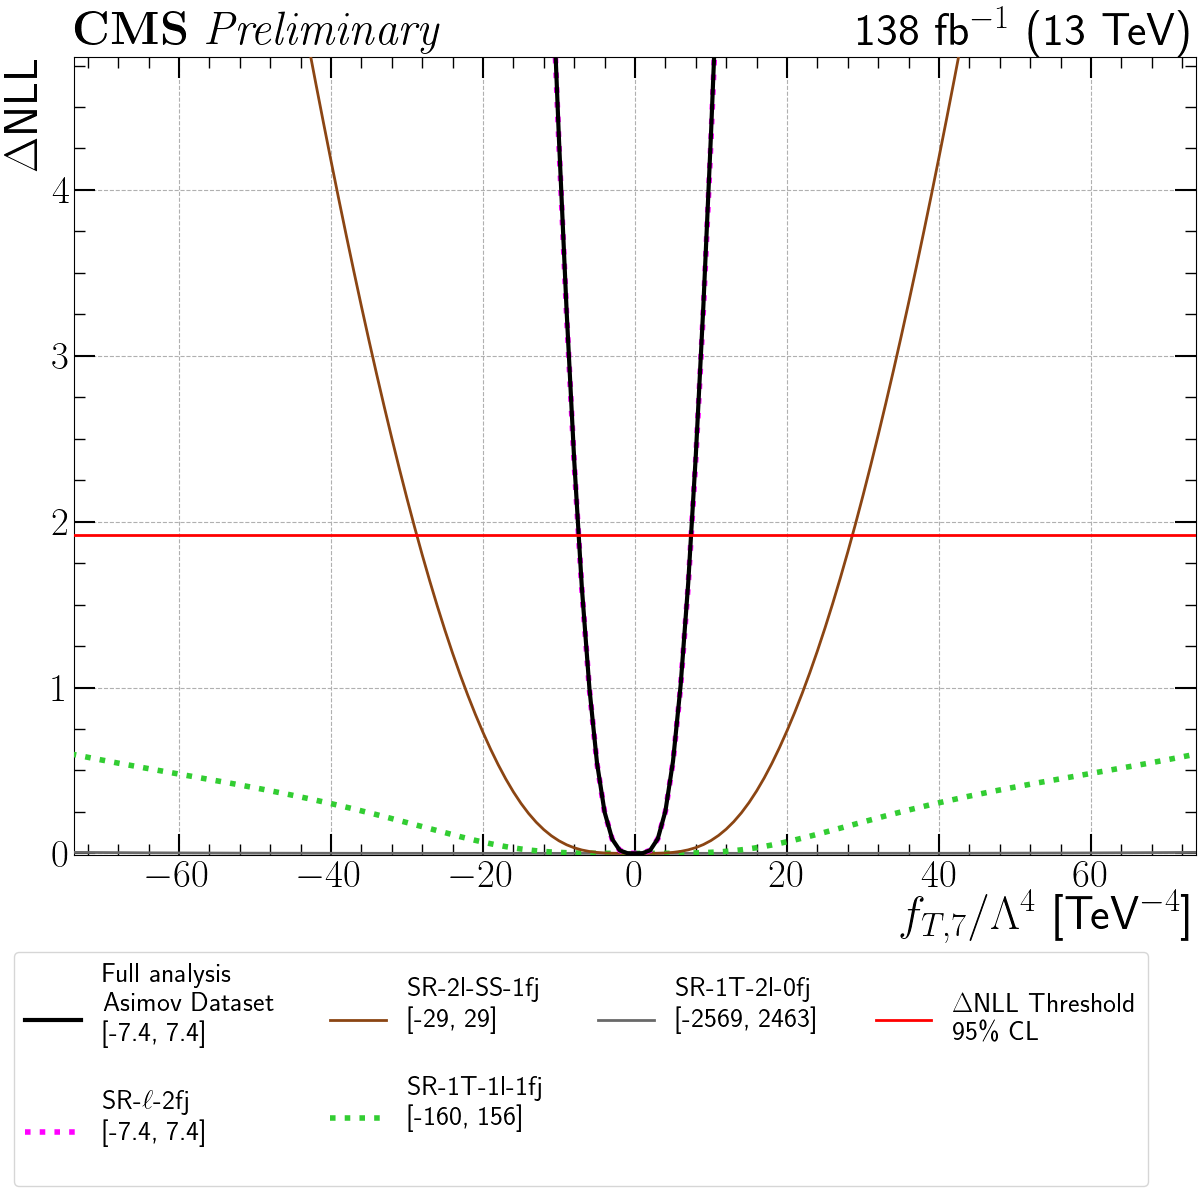 CMS Preliminary 138 fb⁻¹ (13 TeV)
ΔNLL
4
3
2
1
0
−60 −40 −20 0 20 40 60
f_{T,7}/Λ⁴ [TeV⁻⁴]
Full analysis
Asimov Dataset
[-7.4, 7.4]
SR-ℓ-2fj
[-7.4, 7.4]
SR-2l-SS-1fj
[-29, 29]
SR-1T-1l-1fj
[-160, 156]
SR-1T-2l-0fj
[-2569, 2463]
ΔNLL Threshold
95% CL